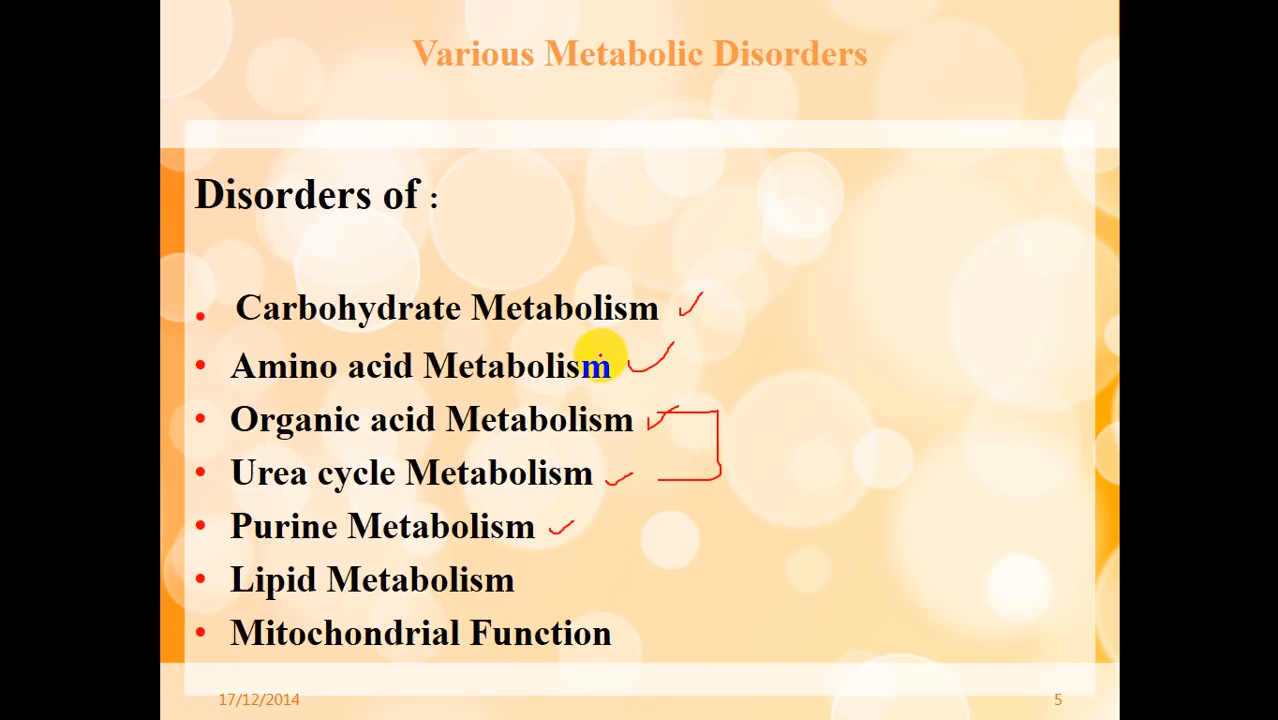 Various Metabolic Disorders
Disorders of :
• Carbohydrate Metabolism
• Amino acid Metabolism
• Organic acid Metabolism
• Urea cycle Metabolism
• Purine Metabolism
• Lipid Metabolism
• Mitochondrial Function
17/12/2014 5